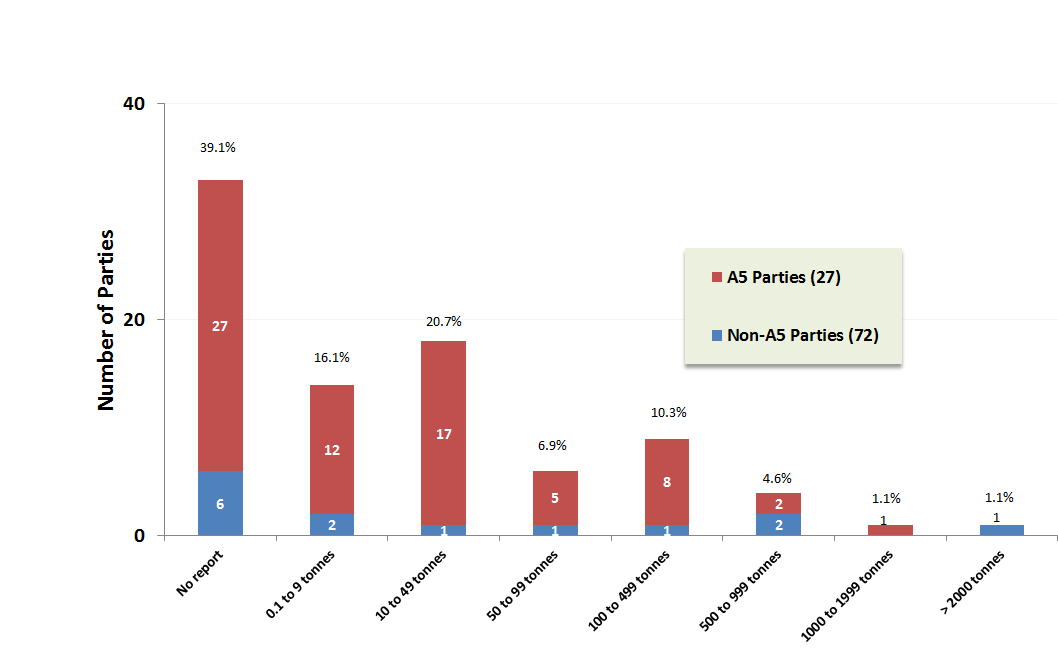 40
39.1%
27
6
Number of Parties
20
0
16.1%
12
2
20.7%
17
1
6.9%
5
1
10.3%
8
1
4.6%
2
2
1.1%
1
1.1%
1
A5 Parties (27)
Non-A5 Parties (72)
No report
0.1 to 9 tonnes
10 to 49 tonnes
50 to 99 tonnes
100 to 499 tonnes
500 to 999 tonnes
1000 to 1999 tonnes
> 2000 tonnes